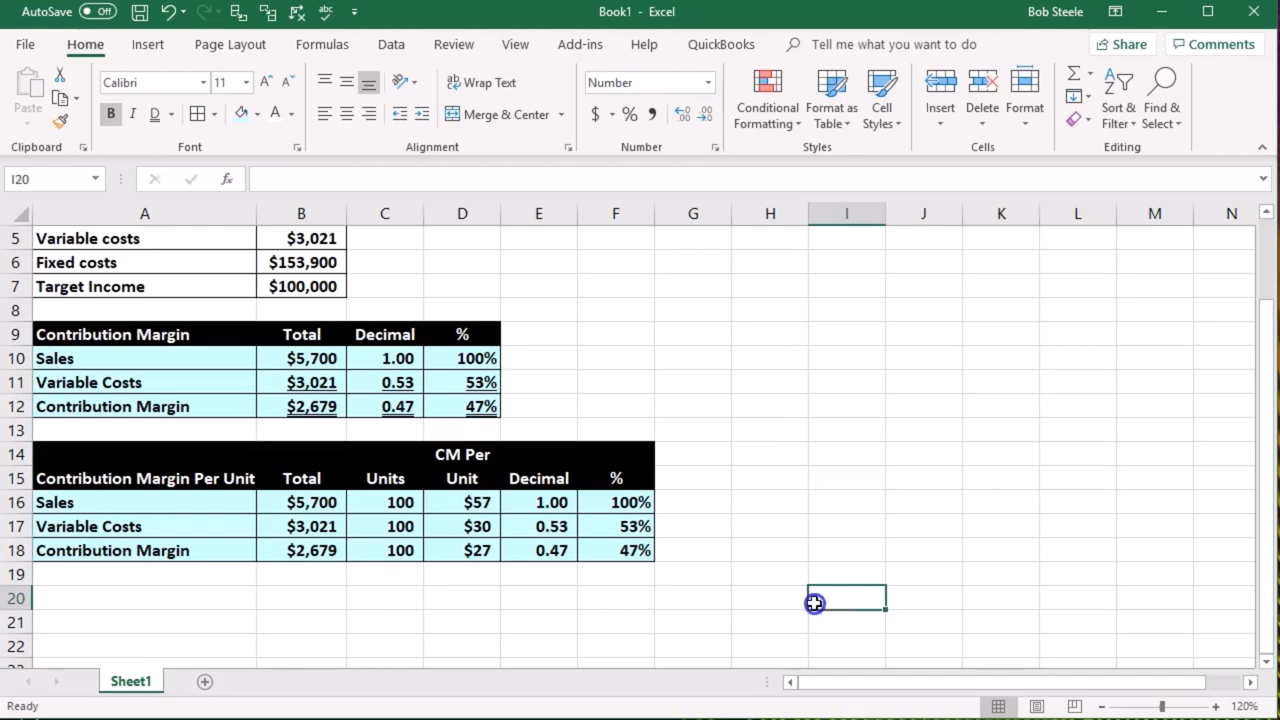 AutoSave Off Book1 - Excel Bob Steele
File Home Insert Page Layout Formulas Data Review View Add-ins Help QuickBooks Tell me what you want to do Share Comments
Calibri 11 Wrap Text Number
Paste Merge & Center $ % Conditional Formatting Format as Table Cell Styles Insert Delete Format Sort & Filter Find & Select
Clipboard Font Alignment Number Styles Cells Editing
I20 fx
A B C D E F G H I J K L M N
5 Variable costs $3,021
6 Fixed costs $153,900
7 Target Income $100,000
8
9 Contribution Margin Total Decimal %
10 Sales $5,700 1.00 100%
11 Variable Costs $3,021 0.53 53%
12 Contribution Margin $2,679 0.47 47%
13
14 CM Per
15 Contribution Margin Per Unit Total Units Unit Decimal %
16 Sales $5,700 100 $57 1.00 100%
17 Variable Costs $3,021 100 $30 0.53 53%
18 Contribution Margin $2,679 100 $27 0.47 47%
19
20
21
22
Sheet1
Ready 120%